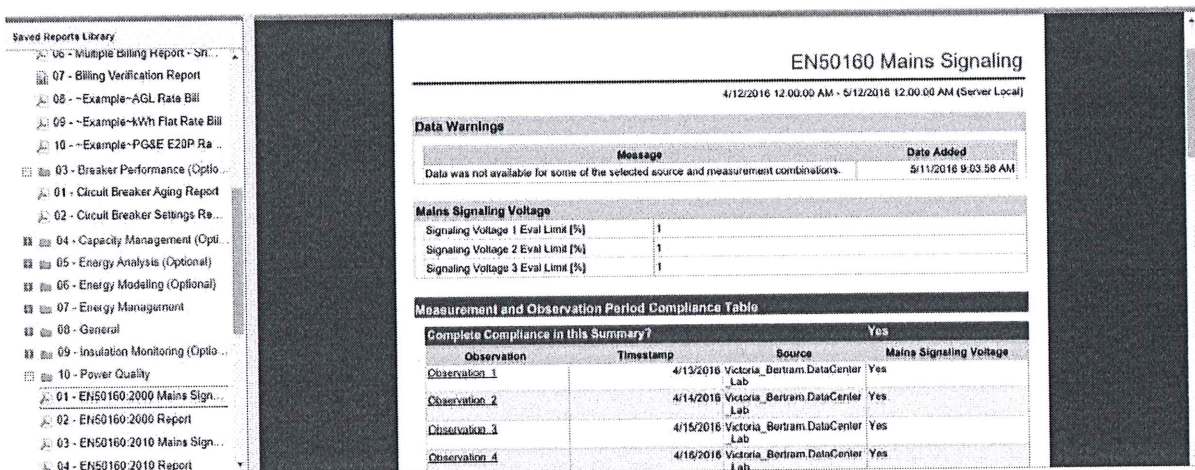 Saved Reports Library
06 - Multiple Billing Report - Sh...
07 - Billing Verification Report
08 - ~Example~AGL Rate Bill
09 - ~Example~kWh Flat Rate Bill
10 - ~Example~PG&E E20P Ra...
03 - Breaker Performance (Optio...
01 - Circuit Breaker Aging Report
02 - Circuit Breaker Settings Re...
04 - Capacity Management (Opti...
05 - Energy Analysis (Optional)
06 - Energy Modeling (Optional)
07 - Energy Management
08 - General
09 - Insulation Monitoring (Optio...
10 - Power Quality
01 - EN50160:2000 Mains Sign...
02 - EN50160:2000 Report
03 - EN50160:2010 Mains Sign...
04 - EN50160:2010 Report
EN50160 Mains Signaling
4/12/2016 12:00:00 AM - 5/12/2016 12:00:00 AM (Server Local)
Data Warnings
Message Date Added
Data was not available for some of the selected source and measurement combinations. 5/11/2016 9:03:58 AM
Mains Signaling Voltage
Signaling Voltage 1 Eval Limit [%] 1
Signaling Voltage 2 Eval Limit [%] 1
Signaling Voltage 3 Eval Limit [%] 1
Measurement and Observation Period Compliance Table
Complete Compliance in this Summary? Yes
Observation Timestamp Source Mains Signaling Voltage
Observation 1 4/13/2016 Victoria_Bertram.DataCenter Yes
_Lab
Observation 2 4/14/2016 Victoria_Bertram.DataCenter Yes
_Lab
Observation 3 4/15/2016 Victoria_Bertram.DataCenter Yes
_Lab
Observation 4 4/16/2016 Victoria_Bertram.DataCenter Yes
_Lab